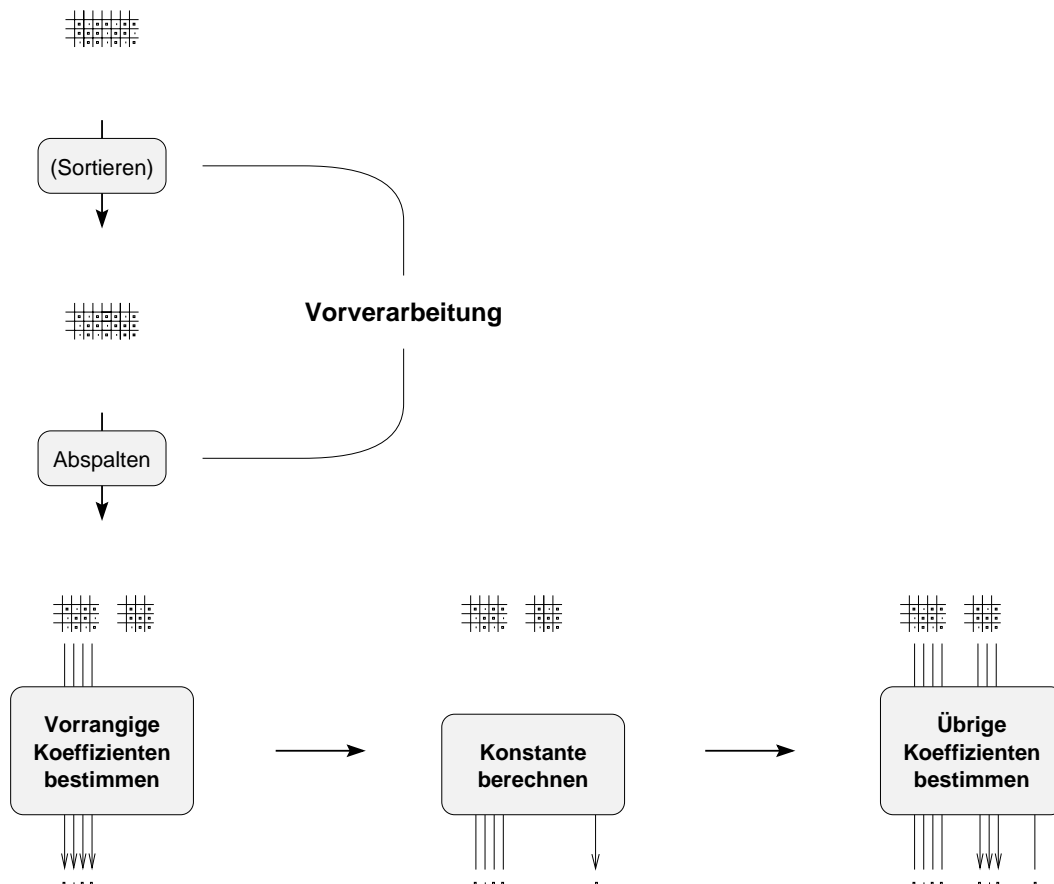 (Sortieren)
Vorverarbeitung
Abspalten
Vorrangige
Koeffizienten
bestimmen
Konstante
berechnen
Übrige
Koeffizienten
bestimmen